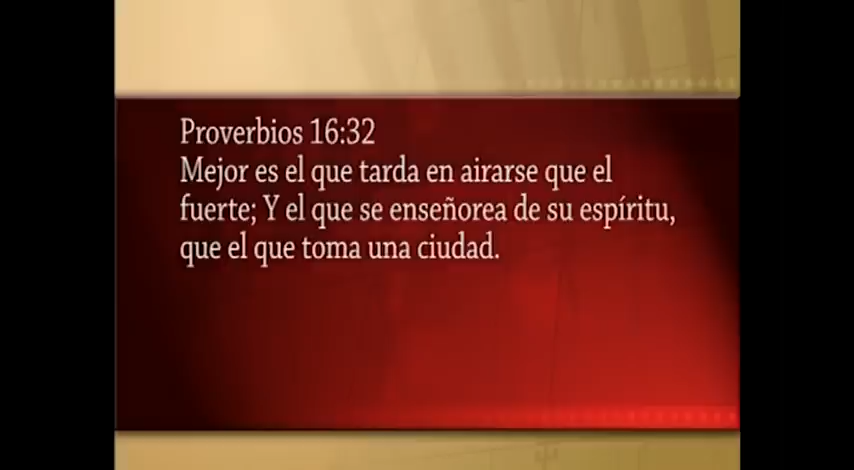 Proverbios 16:32
Mejor es el que tarda en airarse que el
fuerte; Y el que se enseñorea de su espíritu,
que el que toma una ciudad.